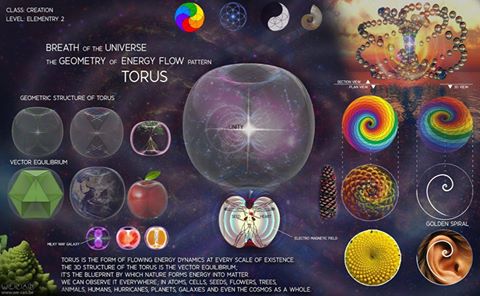 CLASS: CREATION
LEVEL: ELEMENTRY 2
BREATH OF THE UNIVERSE
THE GEOMETRY OF ENERGY FLOW PATTERN
TORUS
SECTION VIEW
PLAN VIEW
3D VIEW
GEOMETRIC STRUCTURE OF TORUS
UNITY
VECTOR EQUILIBRIUM
GOLDEN SPIRAL
MILKY WAY GALAXY
ELECTRO MAGNETIC FIELD
TORUS IS THE FORM OF FLOWING ENERGY DYNAMICS AT EVERY SCALE OF EXISTENCE.
THE 3D STRUCTURE OF THE TORUS IS THE VECTOR EQUILIBRIUM,
IT'S THE BLUEPRINT BY WHICH NATURE FORMS ENERGY INTO MATTER.
WE CAN OBSERVE IT EVERYWHERE; IN ATOMS, CELLS, SEEDS, FLOWERS, TREES,
ANIMALS, HUMANS, HURRICANES, PLANETS, GALAXIES AND EVEN THE COSMOS AS A WHOLE.